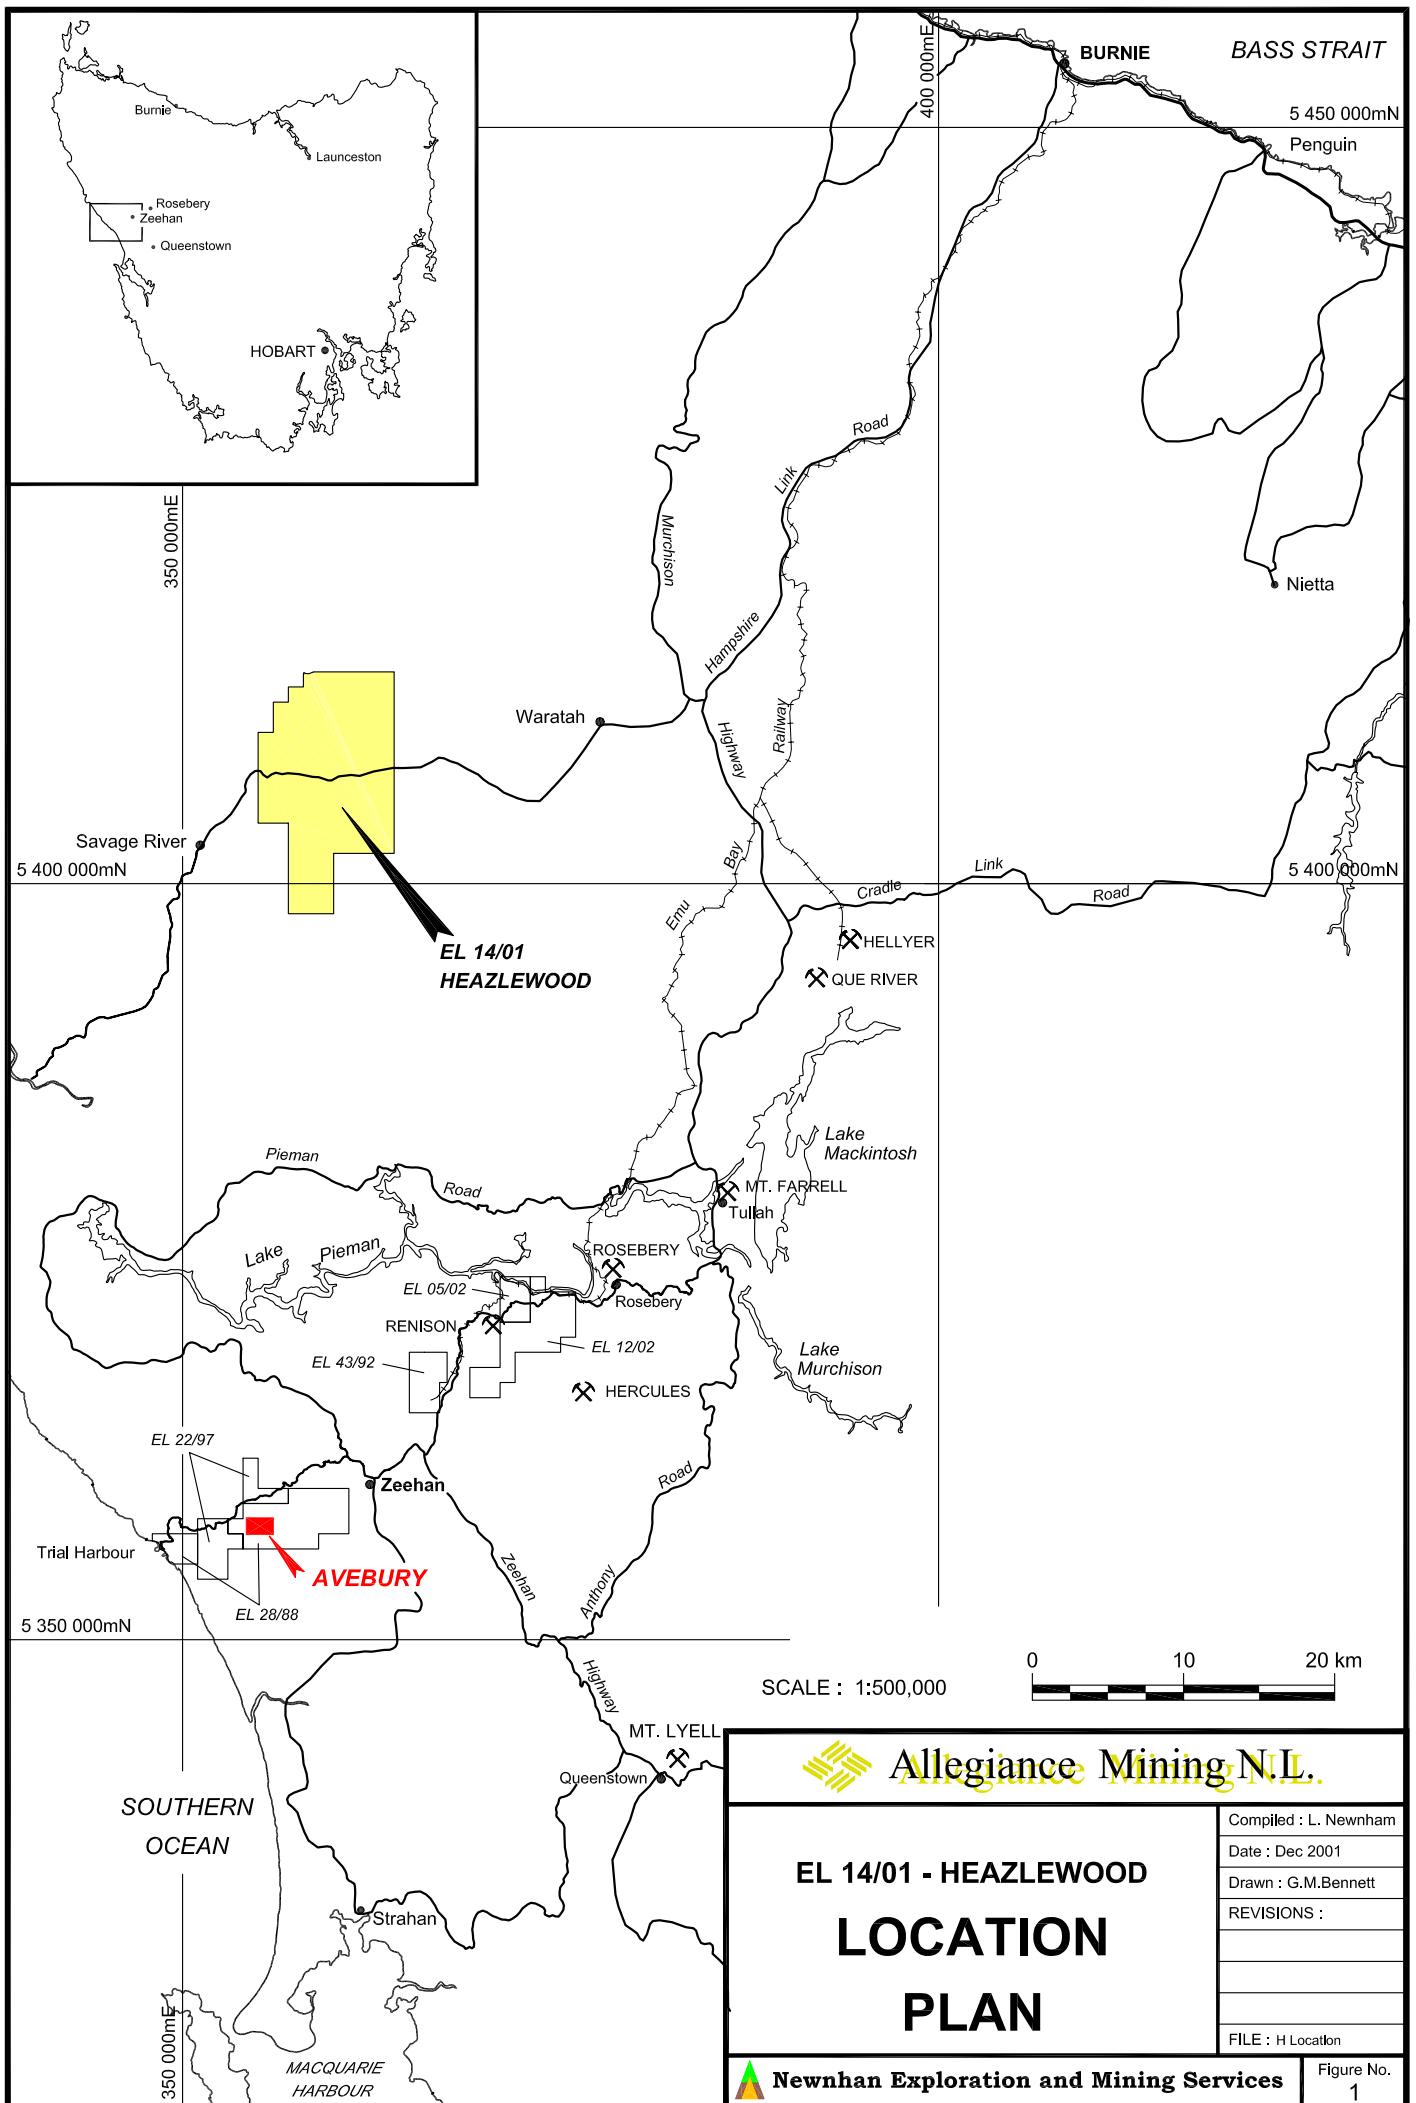 BASS STRAIT
BURNIE
400 000mE
5 450 000mN
Penguin
Burnie
Launceston
Rosebery
Zeehan
Queenstown
HOBART
350 000mE
Road
Link
Murchison
Hampshire
Nietta
Waratah
Highway
Railway
Savage River
5 400 000mN
5 400 000mN
Bay
Emu
Cradle
Link
Road
EL 14/01
HEAZLEWOOD
HELLYER
QUE RIVER
Lake
Mackintosh
Pieman
Road
MT. FARRELL
Tullah
Lake
Pieman
ROSEBERY
EL 05/02
Rosebery
RENISON
EL 12/02
EL 43/92
HERCULES
Lake
Murchison
EL 22/97
Zeehan
Road
Trial Harbour
AVEBURY
Zeehan
Anthony
EL 28/88
5 350 000mN
Highway
0 10 20 km
SCALE : 1:500,000
MT. LYELL
Queenstown
SOUTHERN
OCEAN
Strahan
350 000mE
MACQUARIE
HARBOUR
Allegiance Mining N.L.
EL 14/01 - HEAZLEWOOD
LOCATION
PLAN
Compiled : L. Newnham
Date : Dec 2001
Drawn : G.M.Bennett
REVISIONS :
FILE : H Location
Newnhan Exploration and Mining Services
Figure No.
1